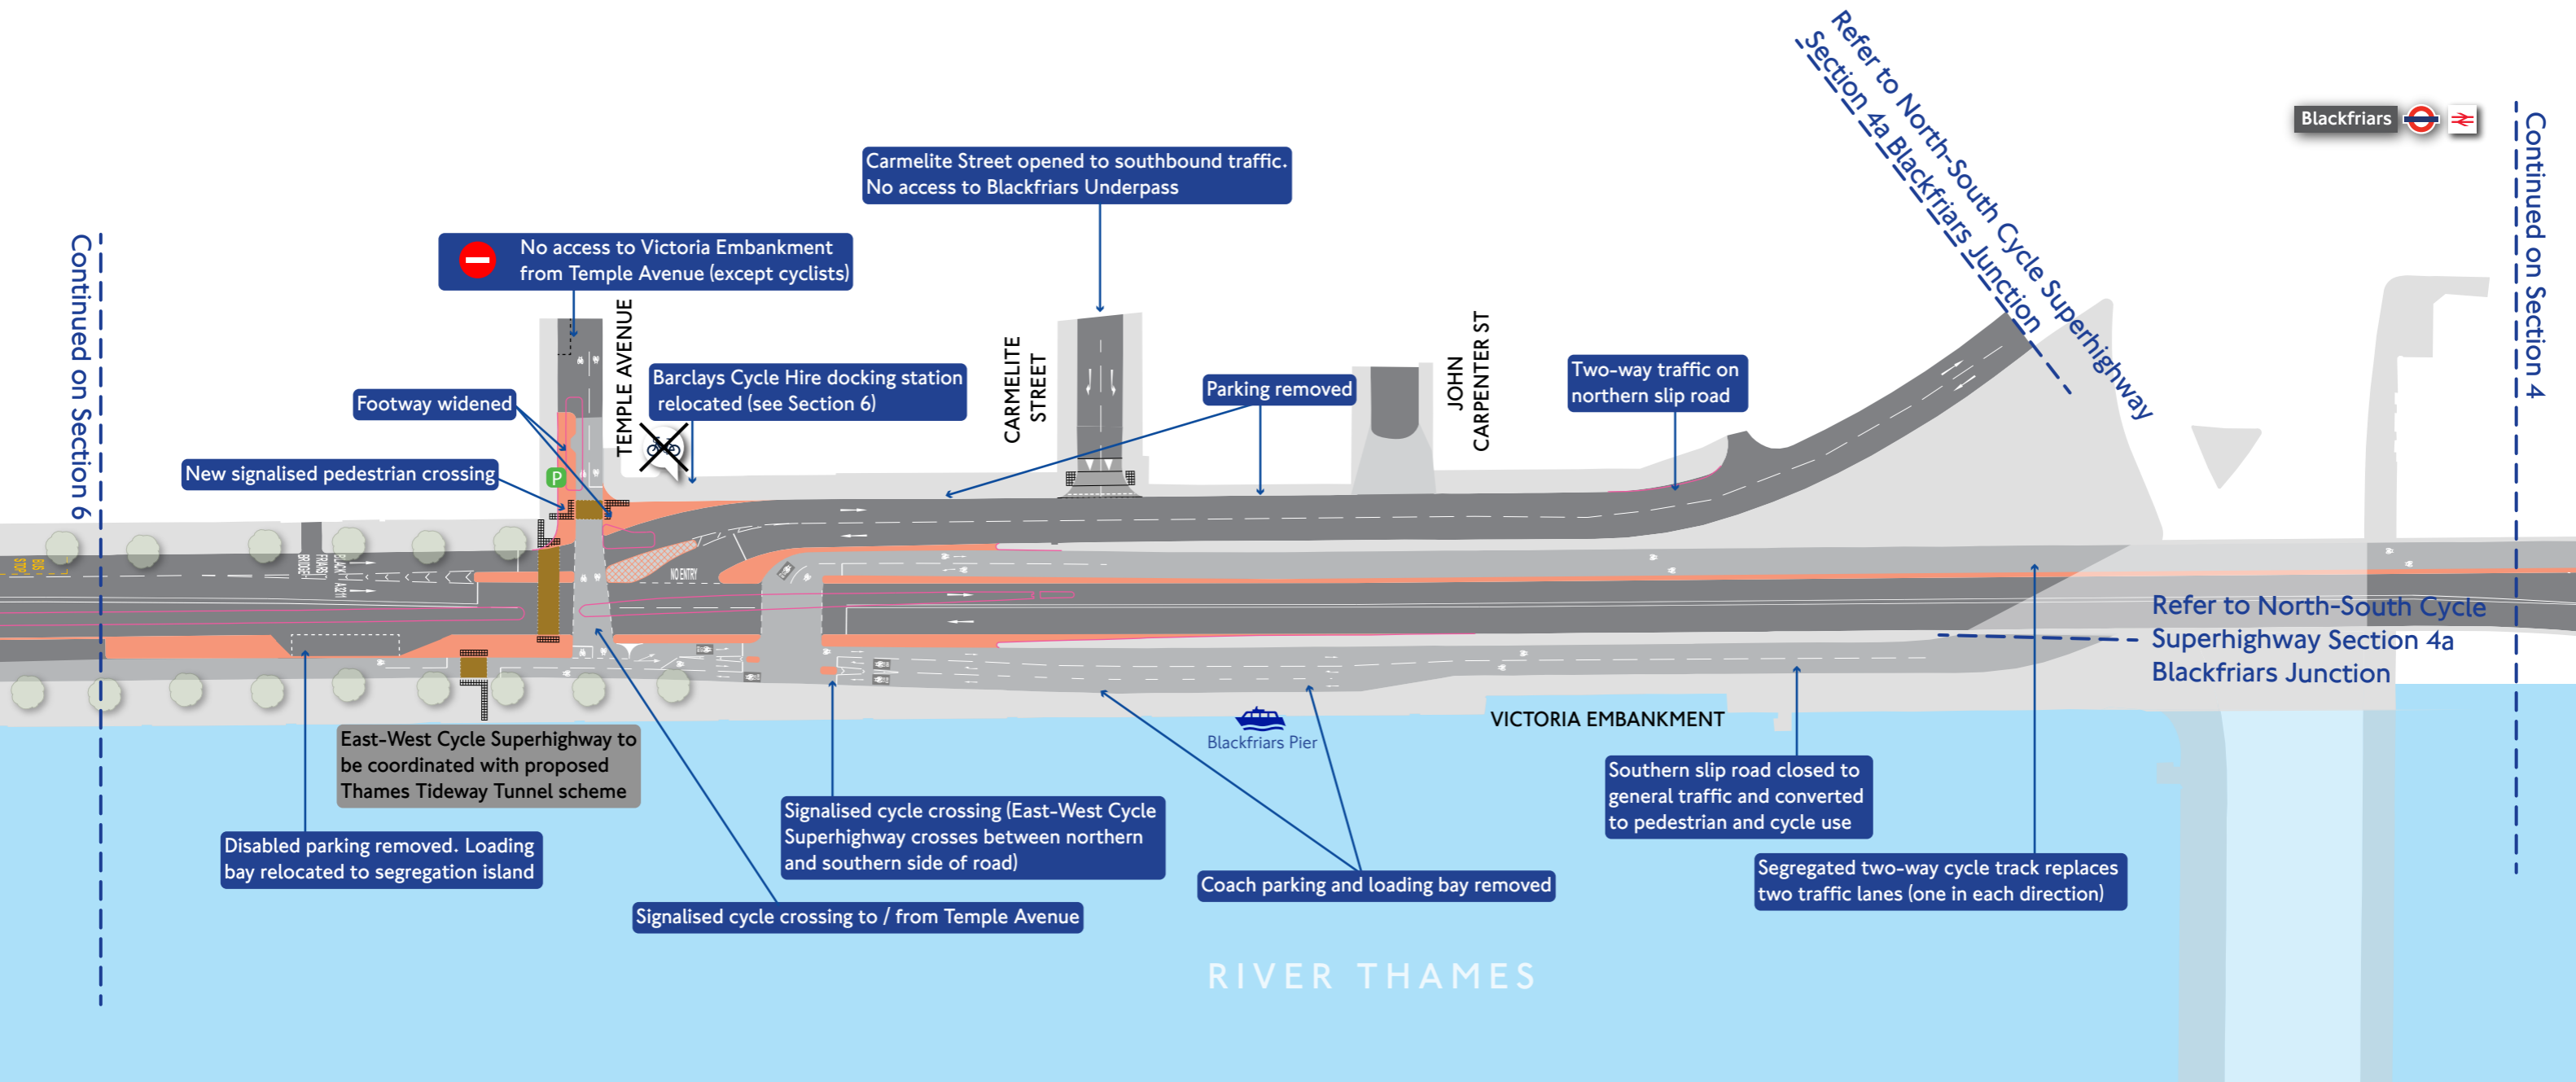 Refer to North-South Cycle Superhighway
Section 4a Blackfriars Junction
Blackfriars
Continued on Section 4
Carmelite Street opened to southbound traffic.
No access to Blackfriars Underpass
Continued on Section 6
No access to Victoria Embankment
from Temple Avenue (except cyclists)
TEMPLE AVENUE
Barclays Cycle Hire docking station
relocated (see Section 6)
Footway widened
New signalised pedestrian crossing
P
CARMELITE
STREET
Parking removed
JOHN
CARPENTER ST
Two-way traffic on
northern slip road
BUS
STOP
BLACK
FRIARS
BRIDGE
A3211
NO ENTRY
Refer to North-South Cycle
Superhighway Section 4a
Blackfriars Junction
East-West Cycle Superhighway to
be coordinated with proposed
Thames Tideway Tunnel scheme
Blackfriars Pier
VICTORIA EMBANKMENT
Disabled parking removed. Loading
bay relocated to segregation island
Signalised cycle crossing (East-West Cycle
Superhighway crosses between northern
and southern side of road)
Signalised cycle crossing to / from Temple Avenue
Coach parking and loading bay removed
Southern slip road closed to
general traffic and converted
to pedestrian and cycle use
Segregated two-way cycle track replaces
two traffic lanes (one in each direction)
RIVER THAMES